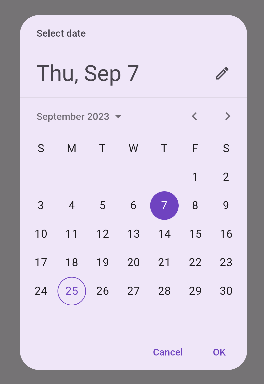 Select date
Thu, Sep 7
September 2023
S M T W T F S
1 2
3 4 5 6 7 8 9
10 11 12 13 14 15 16
17 18 19 20 21 22 23
24 25 26 27 28 29 30
Cancel OK